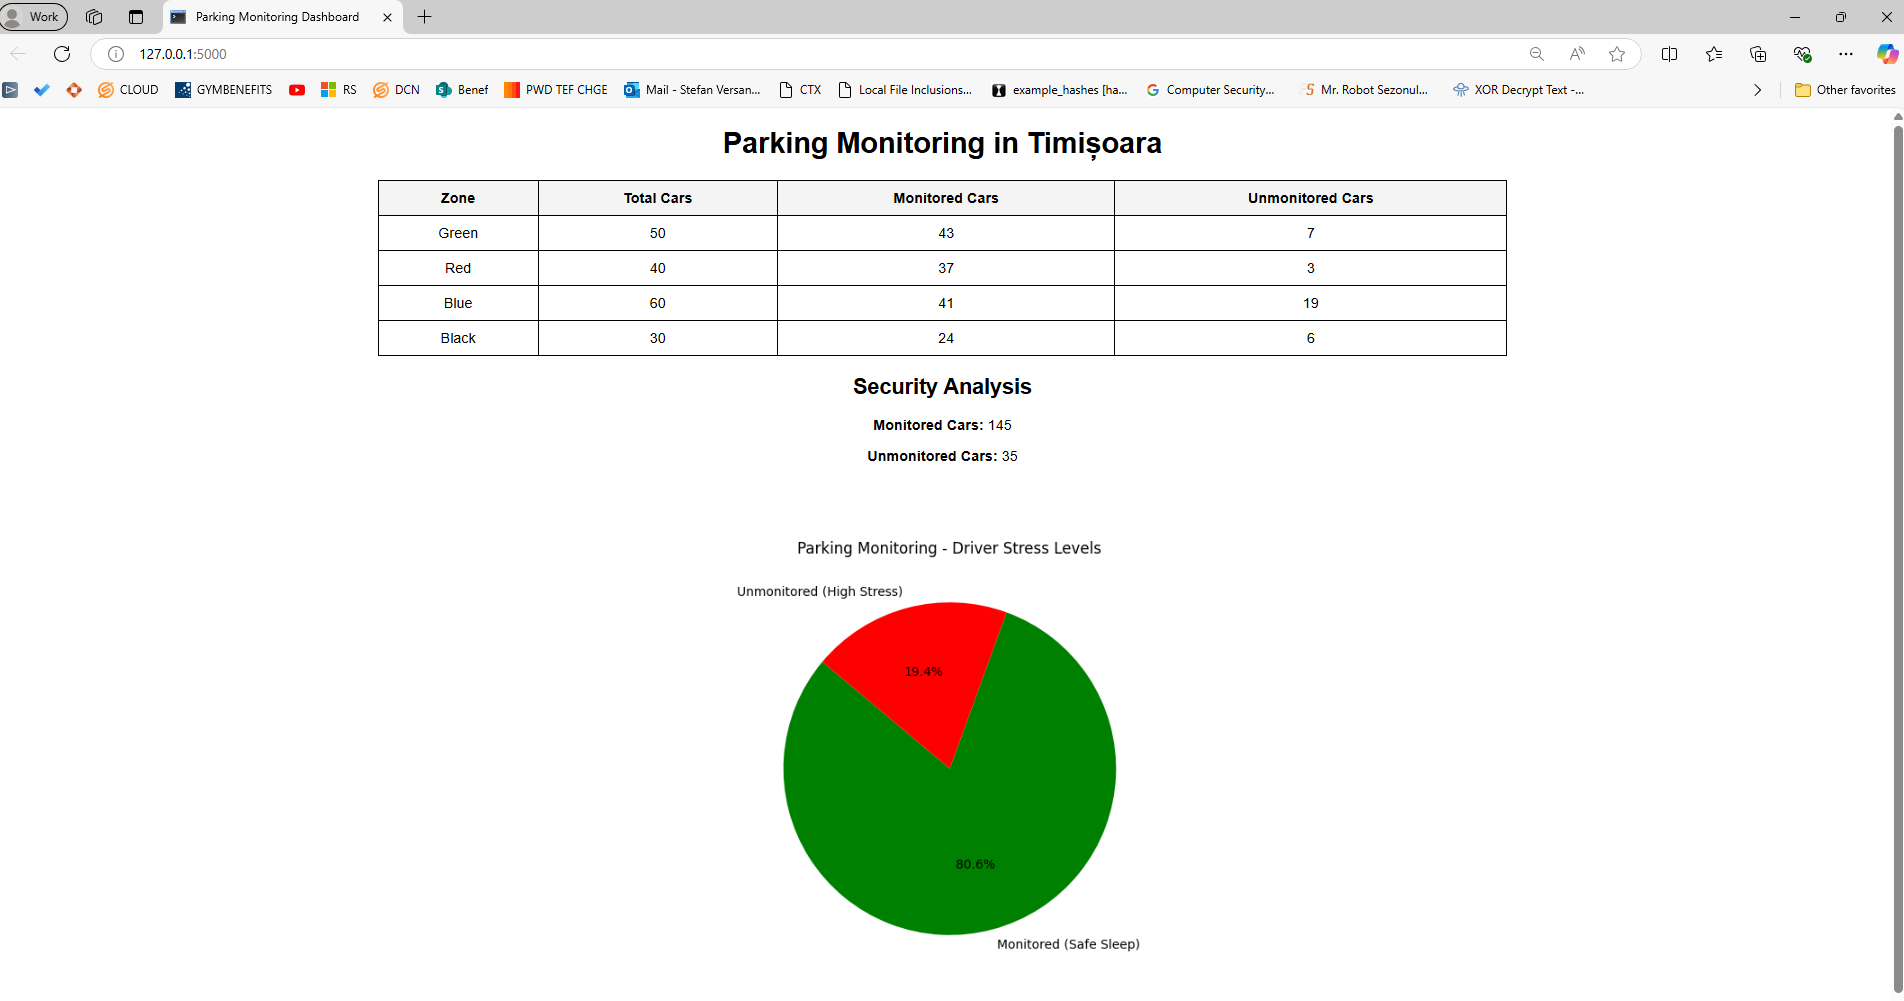 Work
Parking Monitoring Dashboard
127.0.0.1:5000
CLOUD GYMBENEFITS RS DCN Benef PWD TEF CHGE Mail - Stefan Versan... CTX Local File Inclusions... example_hashes [ha... Computer Security... Mr. Robot Sezonul... XOR Decrypt Text -... Other favorites
Parking Monitoring in Timișoara
Zone Total Cars Monitored Cars Unmonitored Cars
Green 50 43 7
Red 40 37 3
Blue 60 41 19
Black 30 24 6
Security Analysis
Monitored Cars: 145
Unmonitored Cars: 35
Parking Monitoring - Driver Stress Levels
Unmonitored (High Stress)
19.4%
80.6%
Monitored (Safe Sleep)